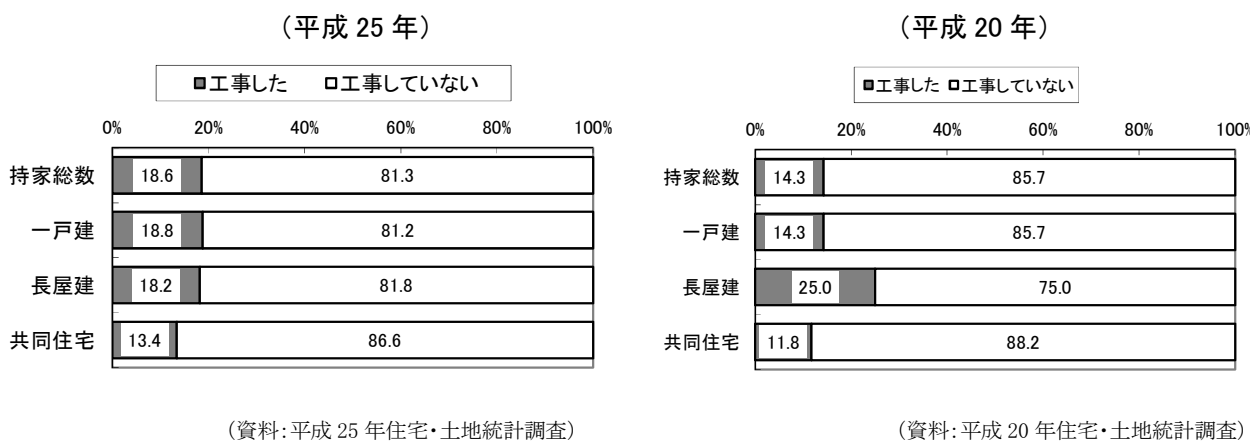 (平成 25 年)
■工事した □工事していない
0% 20% 40% 60% 80% 100%
持家総数 18.6 81.3
一戸建 18.8 81.2
長屋建 18.2 81.8
共同住宅 13.4 86.6
(資料:平成 25 年住宅・土地統計調査)
(平成 20 年)
■工事した □工事していない
0% 20% 40% 60% 80% 100%
持家総数 14.3 85.7
一戸建 14.3 85.7
長屋建 25.0 75.0
共同住宅 11.8 88.2
(資料:平成 20 年住宅・土地統計調査)